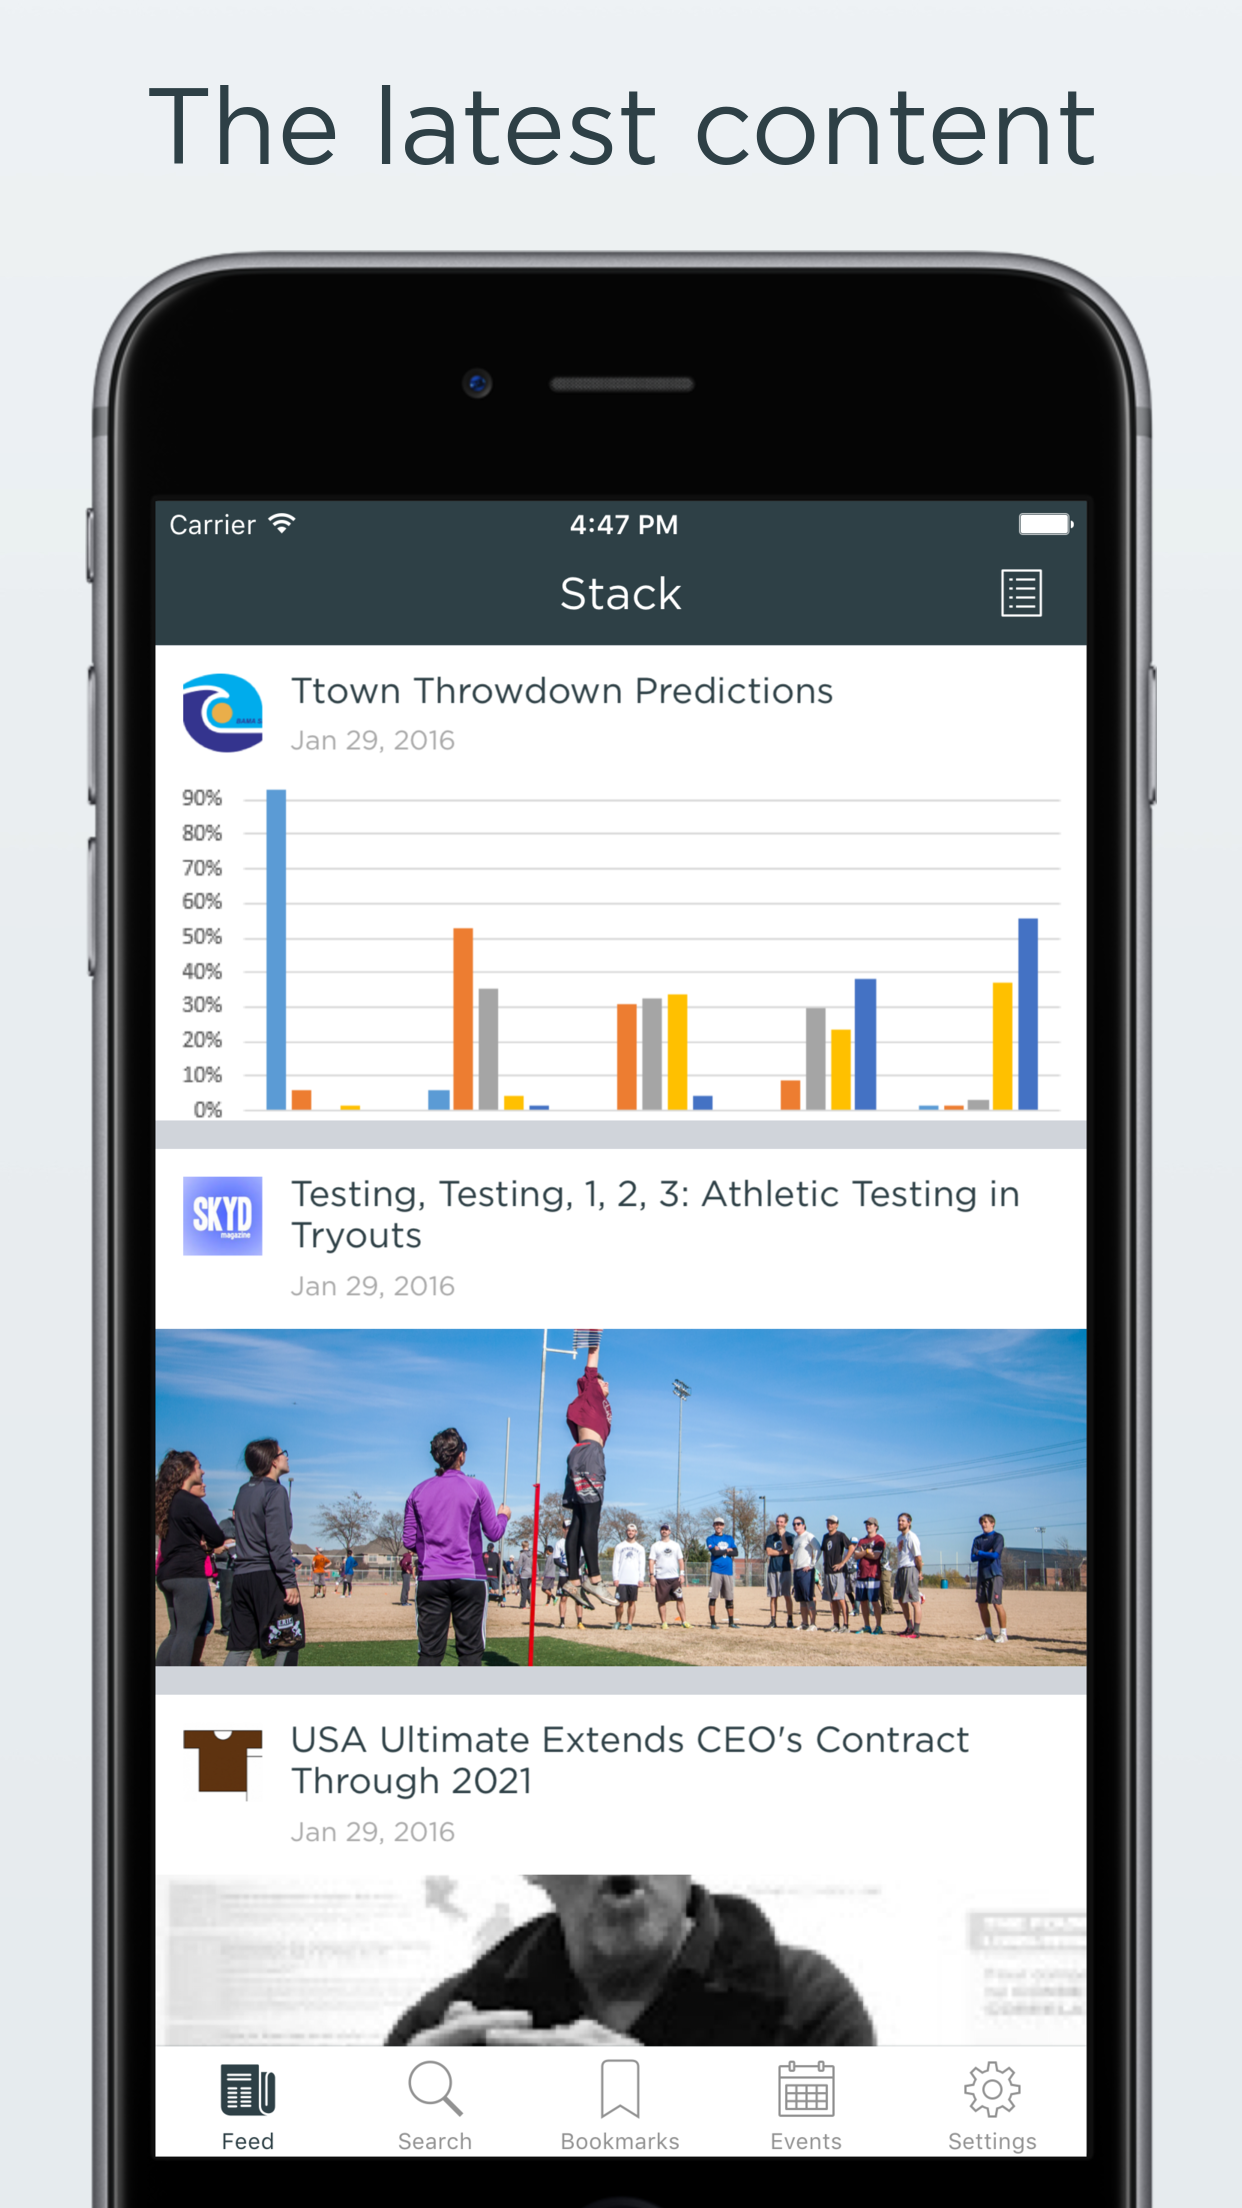 The latest content
Carrier 4:47 PM
Stack
Ttown Throwdown Predictions
Jan 29, 2016
90%
80%
70%
60%
50%
40%
30%
20%
10%
0%
SKYD
magazine
Testing, Testing, 1, 2, 3: Athletic Testing in
Tryouts
Jan 29, 2016
USA Ultimate Extends CEO's Contract
Through 2021
Jan 29, 2016
Feed Search Bookmarks Events Settings